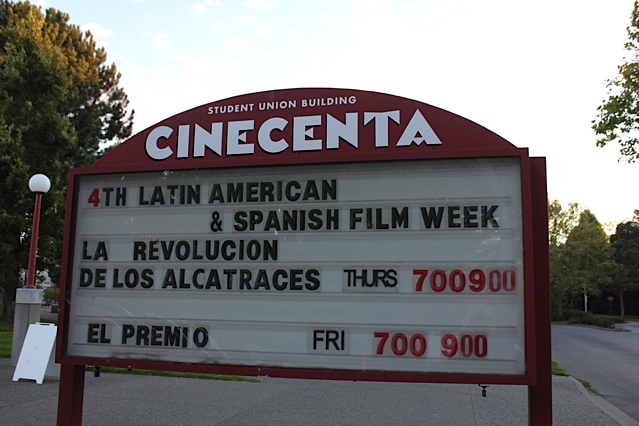 STUDENT UNION BUILDING
CINECENTA
4TH LATIN AMERICAN
& SPANISH FILM WEEK
LA REVOLUCION
DE LOS ALCATRACES THURS 700900
EL PREMIO FRI 700 900